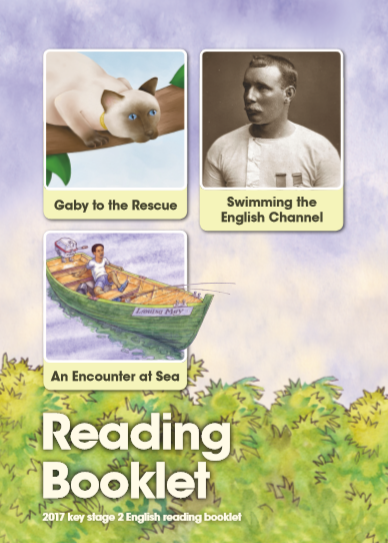 Gaby to the Rescue
Swimming the
English Channel
Louisa May
An Encounter at Sea
Reading
Booklet
2017 key stage 2 English reading booklet